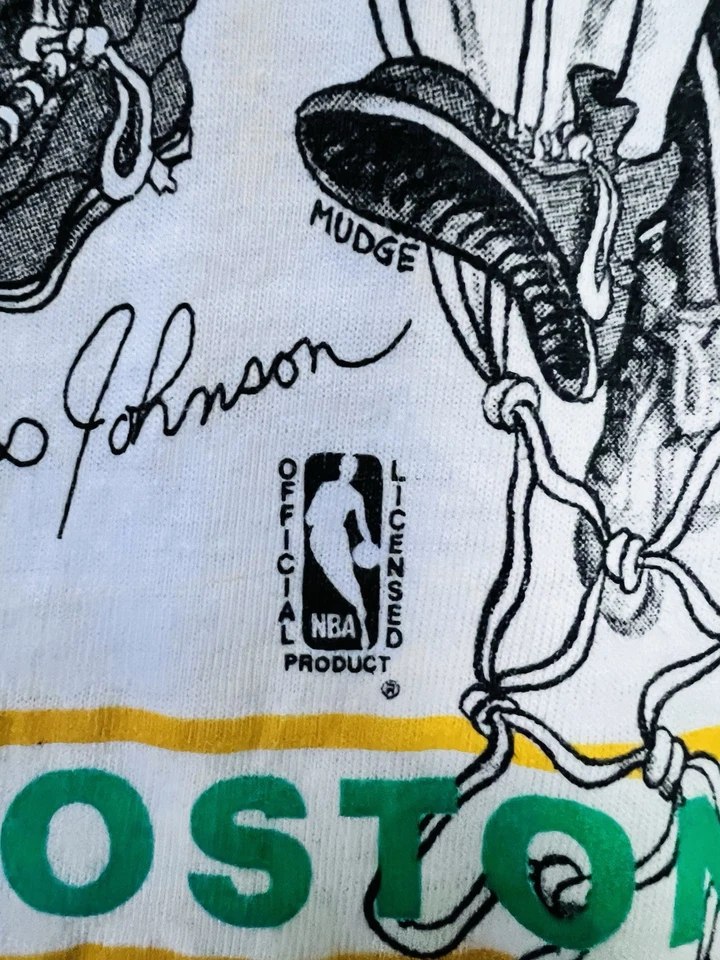 MUDGE
o Johnson
OFFICIAL
LICENSED
NBA
PRODUCT
®
OSTON